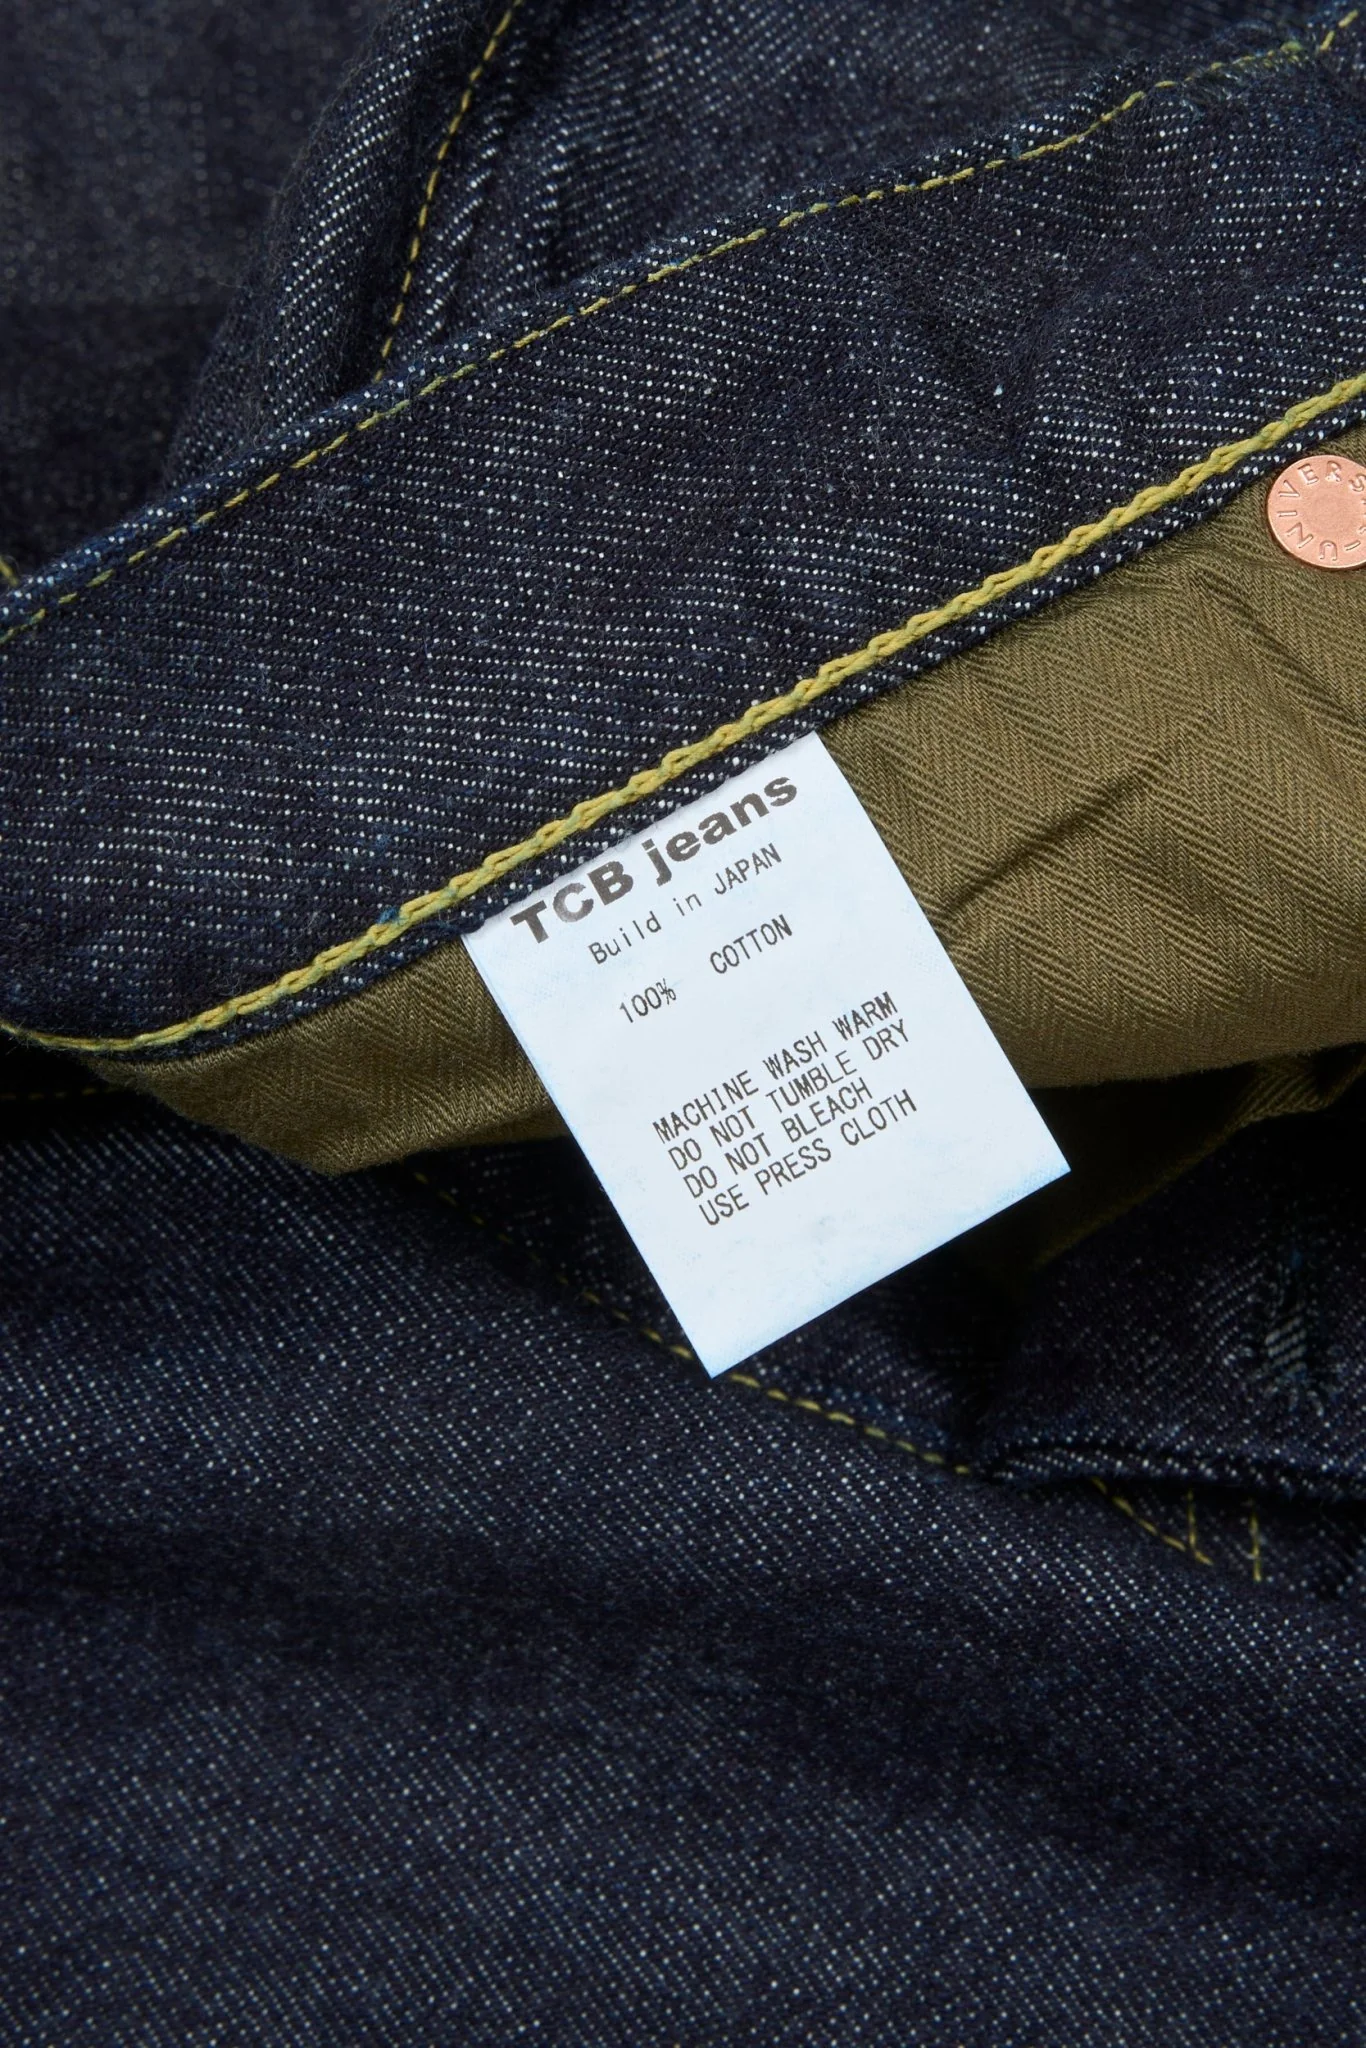 TCB jeans
Build in JAPAN
100% COTTON
MACHINE WASH WARM
DO NOT TUMBLE DRY
DO NOT BLEACH
USE PRESS CLOTH